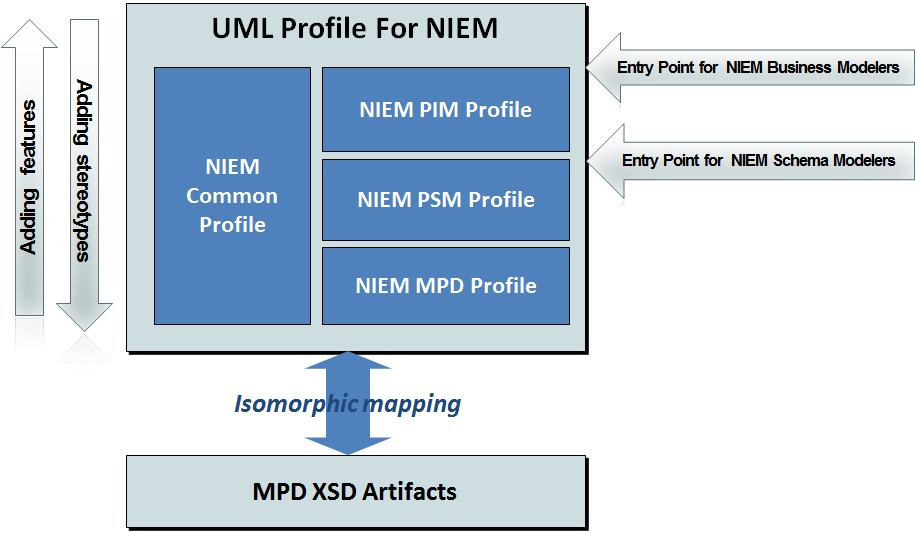 UML Profile For NIEM
Adding features
Adding stereotypes
NIEM
Common
Profile
NIEM PIM Profile
NIEM PSM Profile
NIEM MPD Profile
Entry Point for NIEM Business Modelers
Entry Point for NIEM Schema Modelers
Isomorphic mapping
MPD XSD Artifacts